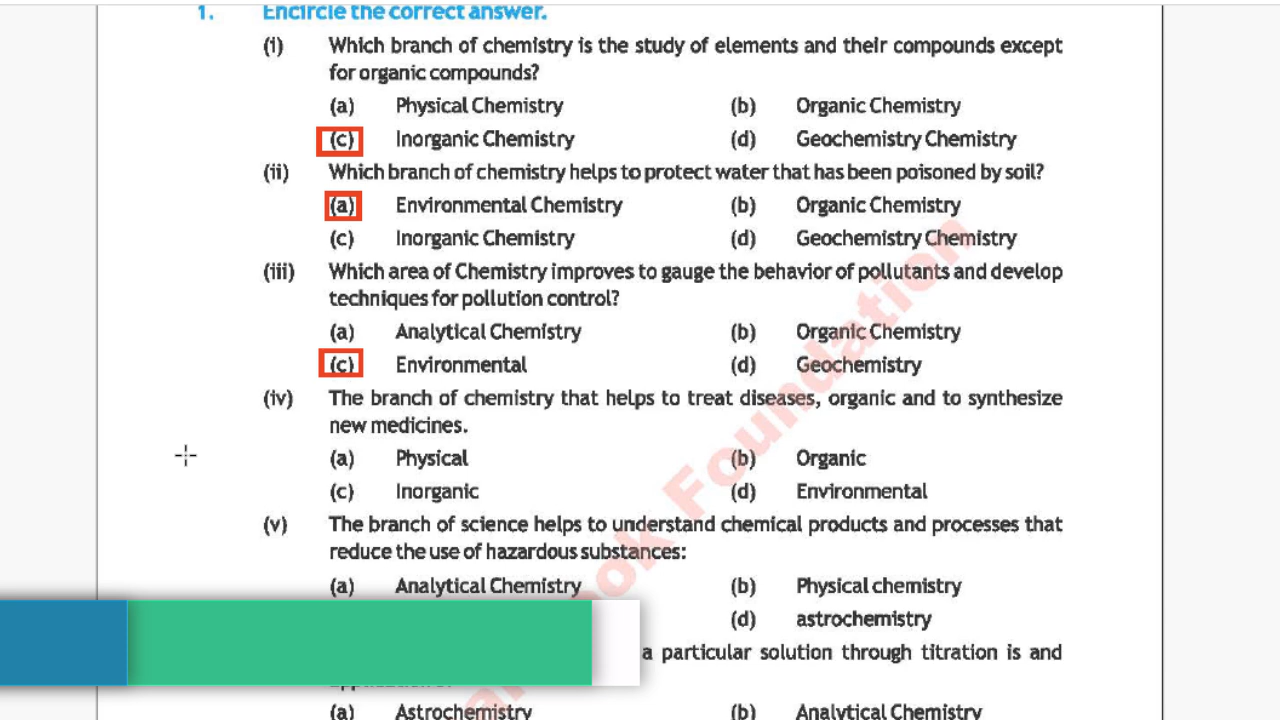 1. Encircle the correct answer.
(i) Which branch of chemistry is the study of elements and their compounds except
for organic compounds?
(a) Physical Chemistry (b) Organic Chemistry
(c) Inorganic Chemistry (d) Geochemistry Chemistry
(ii) Which branch of chemistry helps to protect water that has been poisoned by soil?
(a) Environmental Chemistry (b) Organic Chemistry
(c) Inorganic Chemistry (d) Geochemistry Chemistry
(iii) Which area of Chemistry improves to gauge the behavior of pollutants and develop
techniques for pollution control?
(a) Analytical Chemistry (b) Organic Chemistry
(c) Environmental (d) Geochemistry
(iv) The branch of chemistry that helps to treat diseases, organic and to synthesize
new medicines.
(a) Physical (b) Organic
(c) Inorganic (d) Environmental
(v) The branch of science helps to understand chemical products and processes that
reduce the use of hazardous substances:
(a) Analytical Chemistry (b) Physical chemistry
(d) astrochemistry
a particular solution through titration is and
(a) Astrochemistry (b) Analytical Chemistry
Foundation